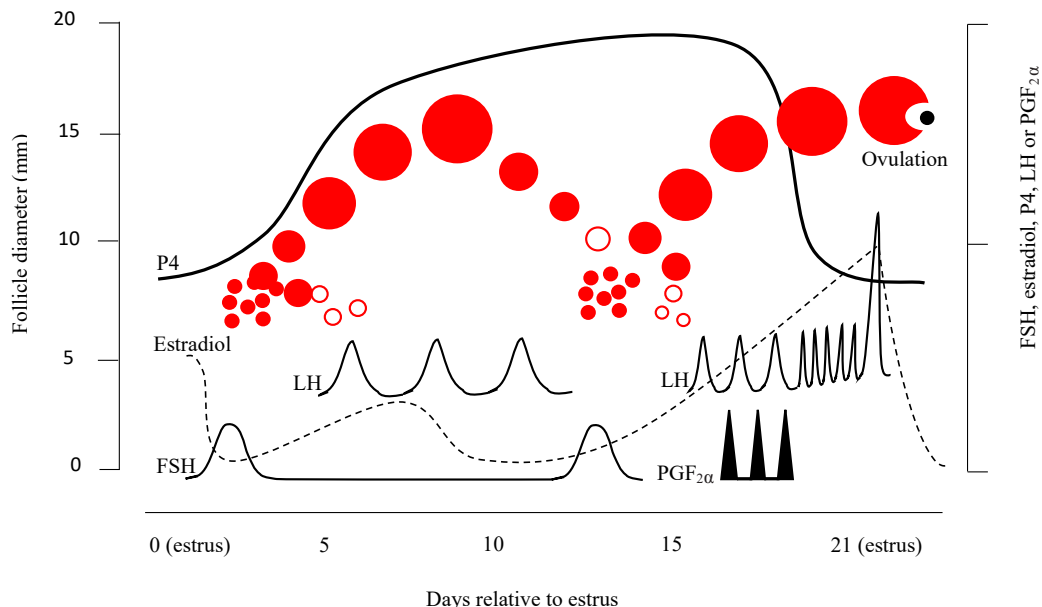 20
15
10
5
0
Follicle diameter (mm)
P4
Estradiol
LH
FSH
LH
PGF₂α
Ovulation
FSH, estradiol, P4, LH or PGF₂α
0 (estrus)
5
10
15
21 (estrus)
Days relative to estrus